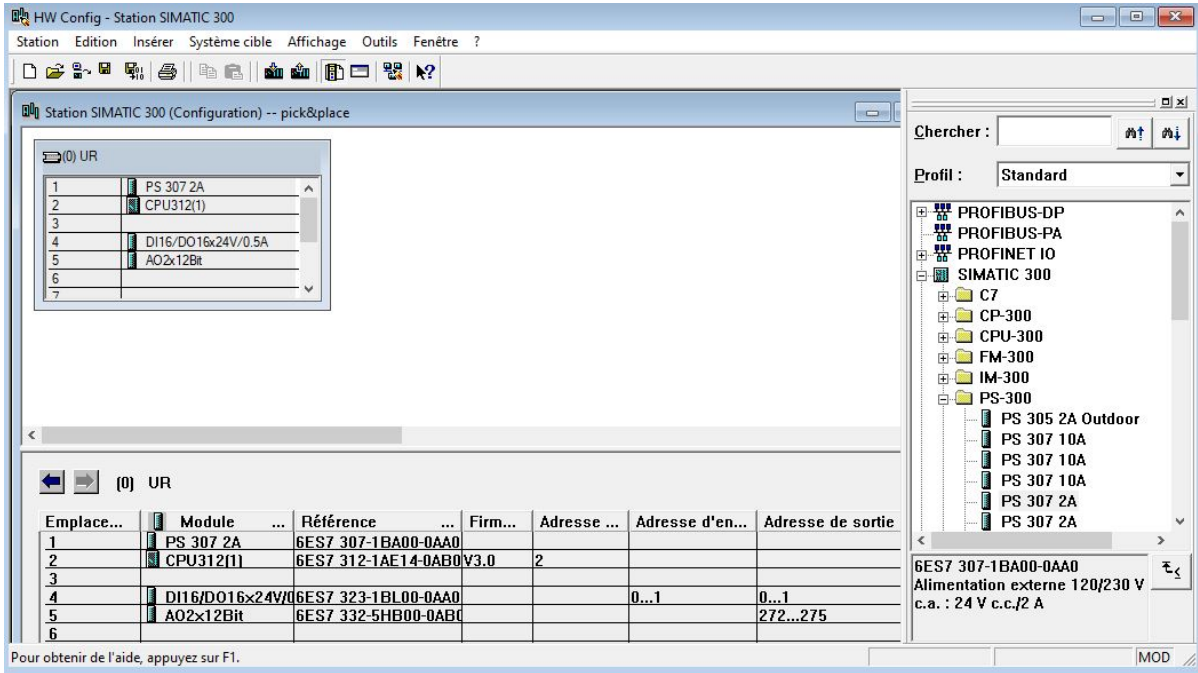 HW Config - Station SIMATIC 300
Station Edition Insérer Système cible Affichage Outils Fenêtre ?
Station SIMATIC 300 (Configuration) -- pick&place
(0) UR
1 PS 307 2A
2 CPU312(1)
3
4 DI16/DO16x24V/0.5A
5 AO2x12Bit
6
7
Chercher :
Profil : Standard
PROFIBUS-DP
PROFIBUS-PA
PROFINET IO
SIMATIC 300
C7
CP-300
CPU-300
FM-300
IM-300
PS-300
PS 305 2A Outdoor
PS 307 10A
PS 307 10A
PS 307 10A
PS 307 2A
PS 307 2A
(0) UR
Emplace... Module ... Référence ... Firm... Adresse ... Adresse d'en... Adresse de sortie
1 PS 307 2A 6ES7 307-1BA00-0AA0
2 CPU312(1) 6ES7 312-1AE14-0AB0 V3.0 2
3
4 DI16/DO16x24V/0 6ES7 323-1BL00-0AA0 0...1 0...1
5 AO2x12Bit 6ES7 332-5HB00-0AB0 272...275
6
6ES7 307-1BA00-0AA0
Alimentation externe 120/230 V
c.a. : 24 V c.c./2 A
Pour obtenir de l'aide, appuyez sur F1.
MOD